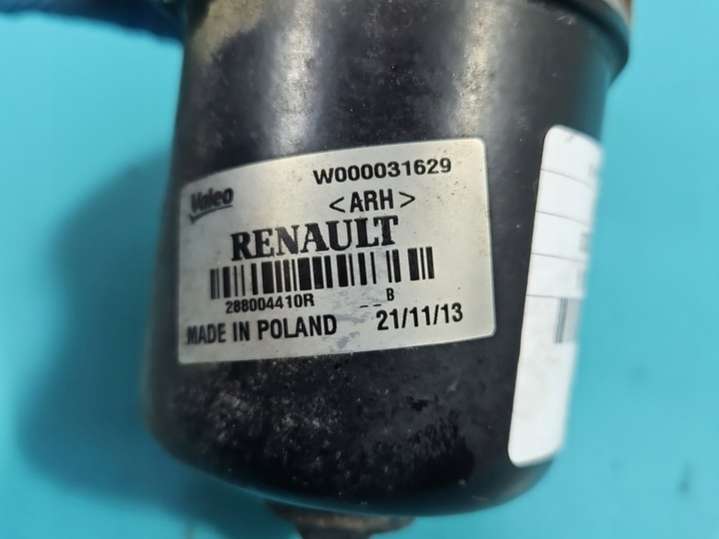 Valeo W000031629
<ARH>
RENAULT
288004410R B
MADE IN POLAND 21/11/13